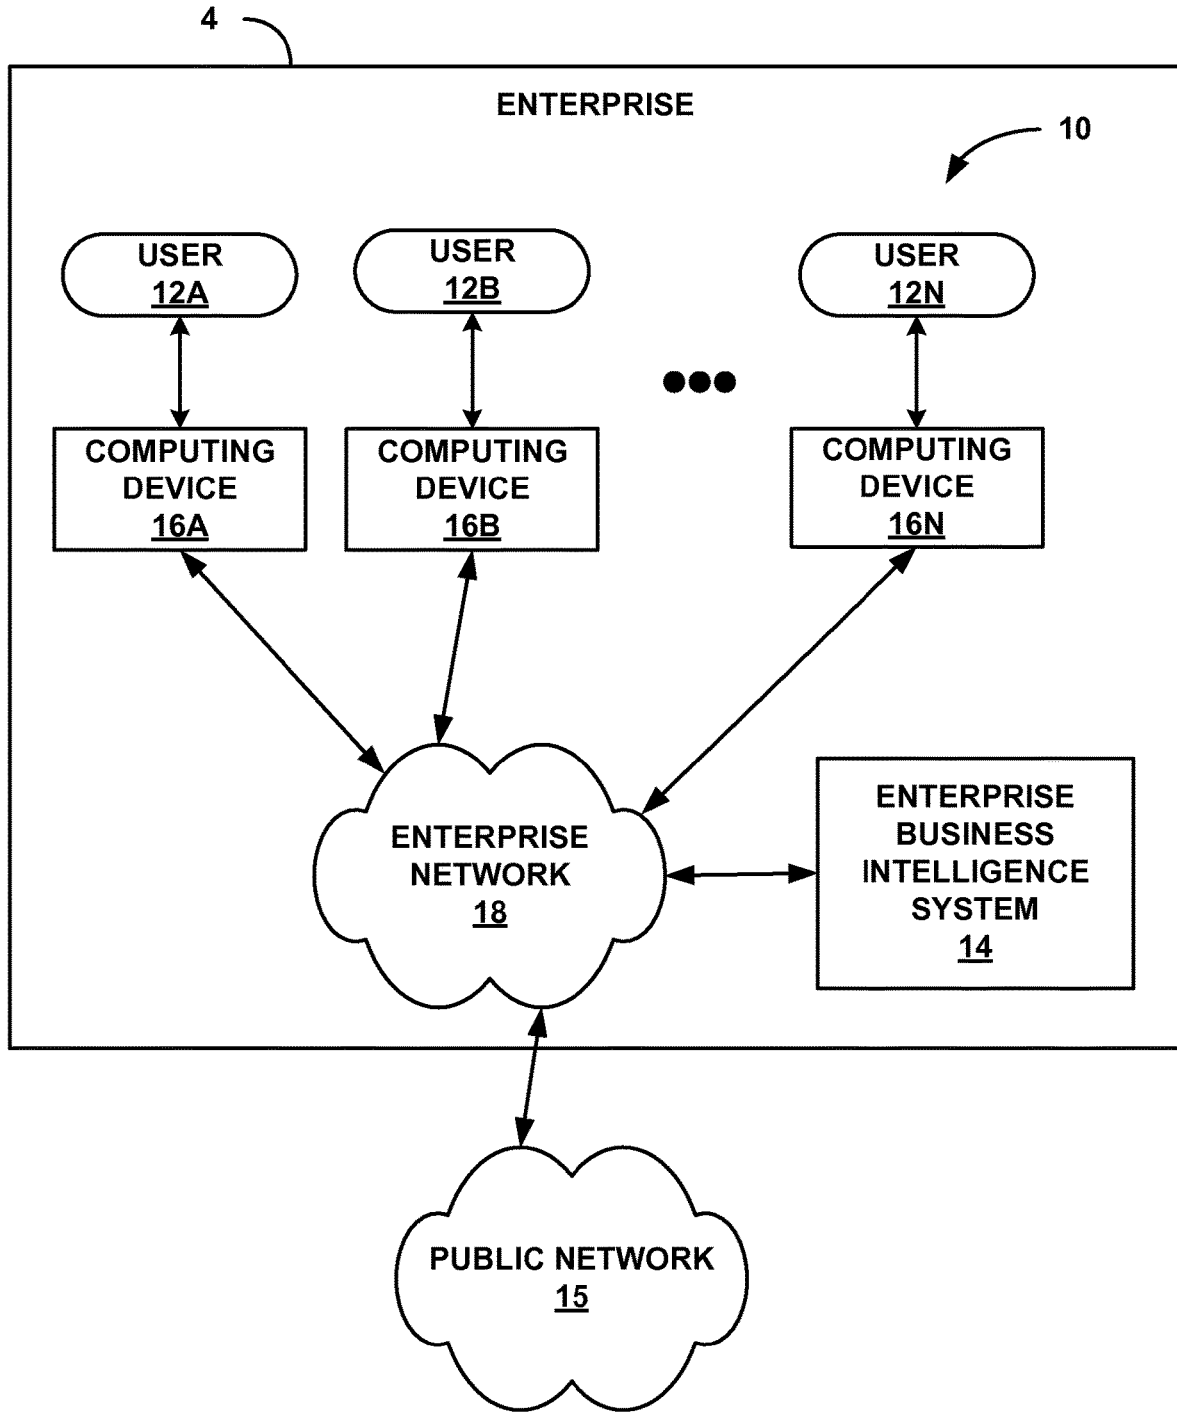 4
ENTERPRISE
10
USER
12A
USER
12B
USER
12N
COMPUTING
DEVICE
16A
COMPUTING
DEVICE
16B
COMPUTING
DEVICE
16N
ENTERPRISE
NETWORK
18
ENTERPRISE
BUSINESS
INTELLIGENCE
SYSTEM
14
PUBLIC NETWORK
15